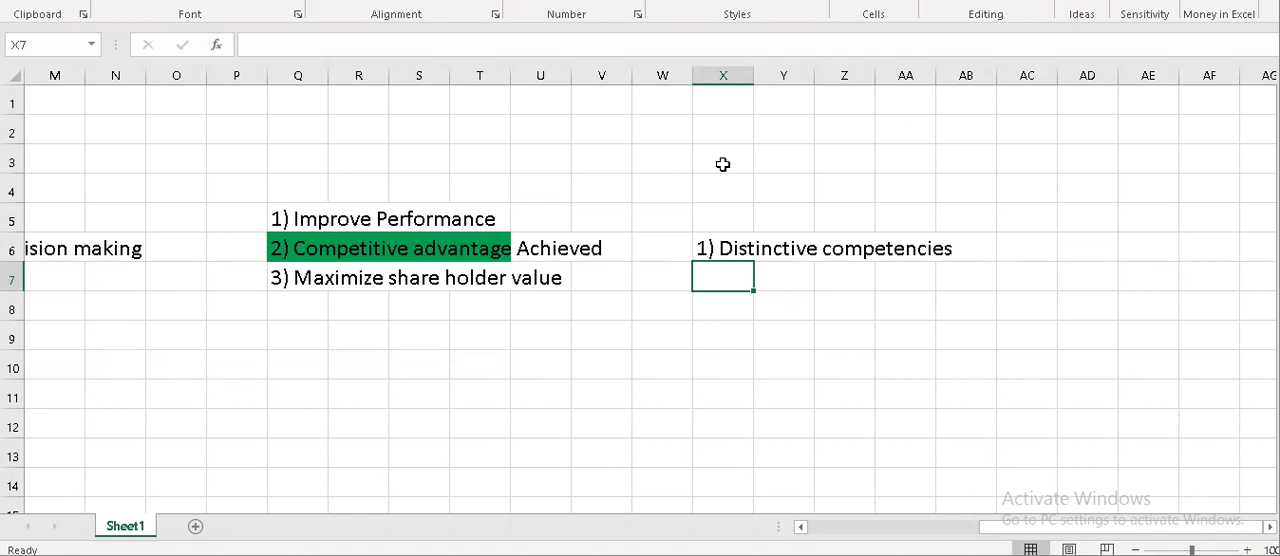 Clipboard Font Alignment Number Styles Cells Editing Ideas Sensitivity Money in Excel
X7 fx
M N O P Q R S T U V W X Y Z AA AB AC AD AE AF AG
1
2
3
4
5 1) Improve Performance
6 ision making 2) Competitive advantage Achieved 1) Distinctive competencies
7 3) Maximize share holder value
8
9
10
11
12
13
14
Activate Windows
Go to PC settings to activate Windows.
Sheet1
Ready